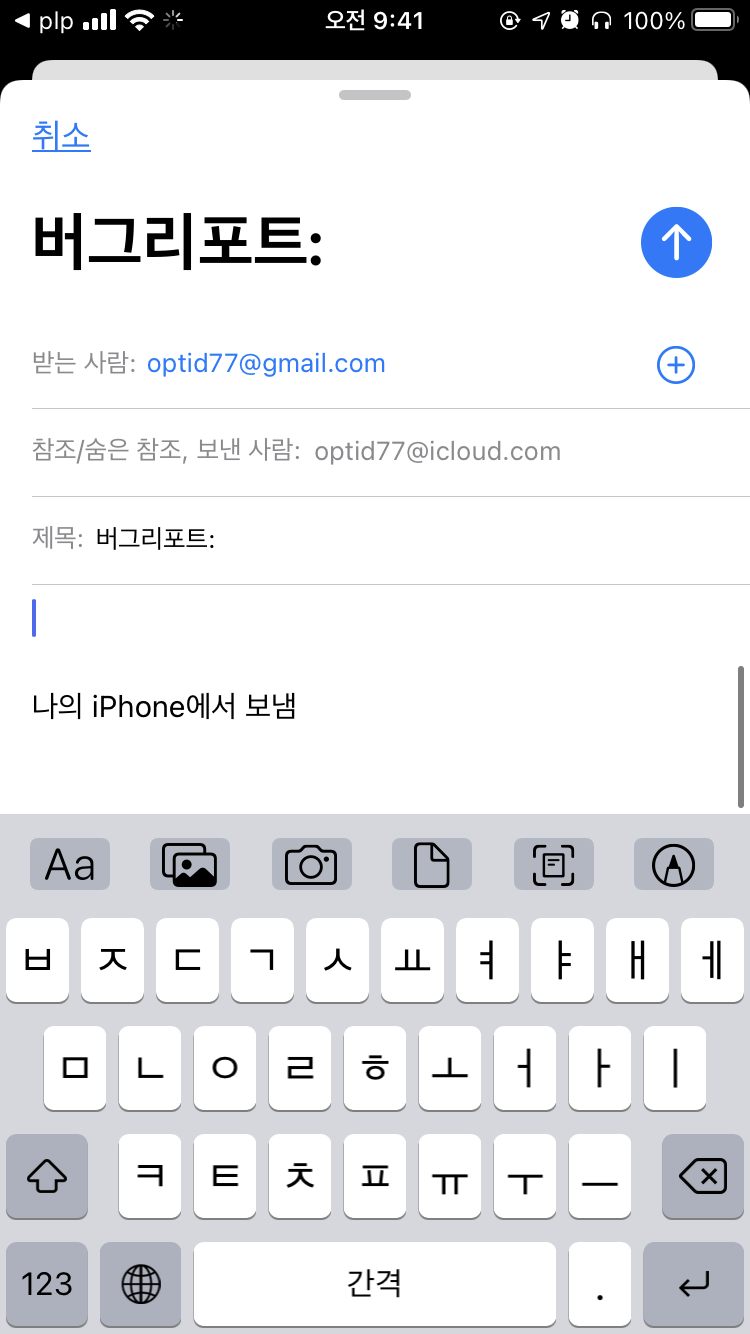 plp 오전 9:41 100%
취소
버그리포트:
받는 사람: optid77@gmail.com
참조/숨은 참조, 보낸 사람: optid77@icloud.com
제목: 버그리포트:
나의 iPhone에서 보냄
Aa
ㅂ ㅈ ㄷ ㄱ ㅅ ㅛ ㅕ ㅑ ㅐ ㅔ
ㅁ ㄴ ㅇ ㄹ ㅎ ㅗ ㅓ ㅏ ㅣ
ㅋ ㅌ ㅊ ㅍ ㅠ ㅜ ㅡ
123 간격 .